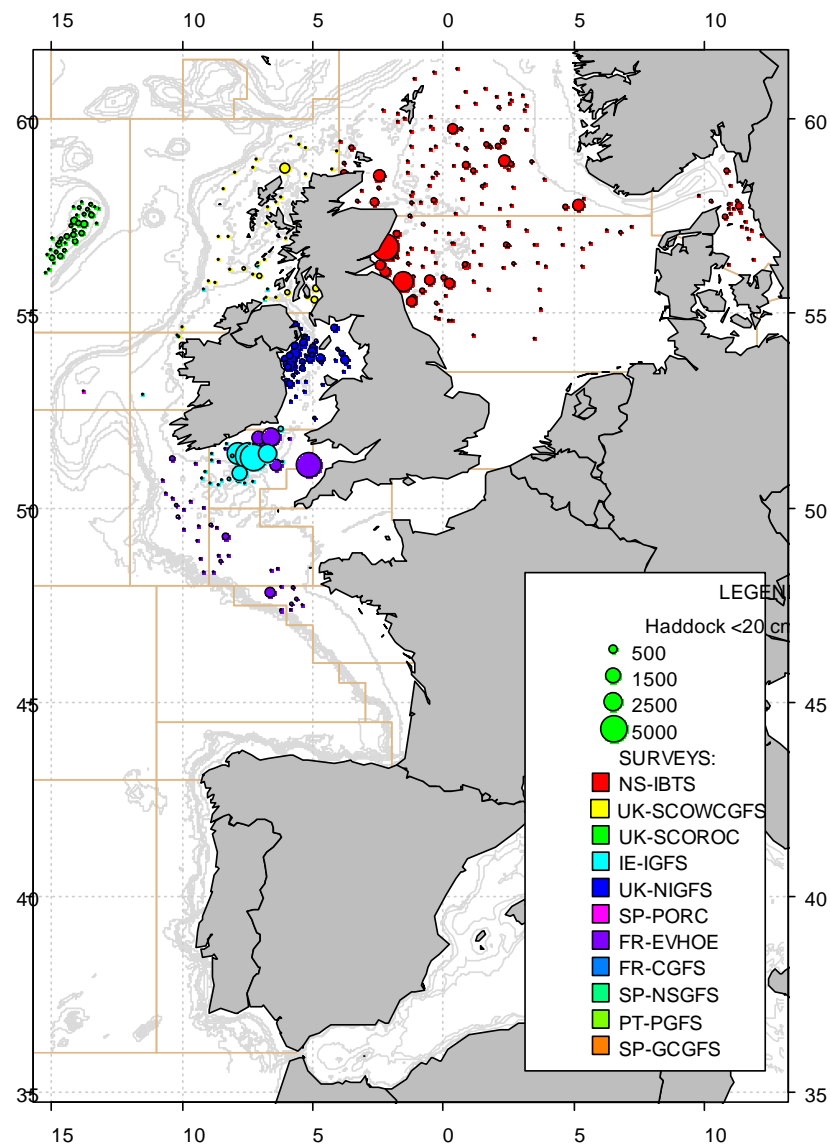 15 10 5 0 5 10
60 60
55 55
50 50
LEGEN
Haddock <20 cm
500
1500
2500
45 45
5000
SURVEYS:
NS-IBTS
UK-SCOWCGFS
UK-SCOROC
IE-IGFS
40 40
UK-NIGFS
SP-PORC
FR-EVHOE
FR-CGFS
SP-NSGFS
PT-PGFS
SP-GCGFS
35 35
15 10 5 0 5 10